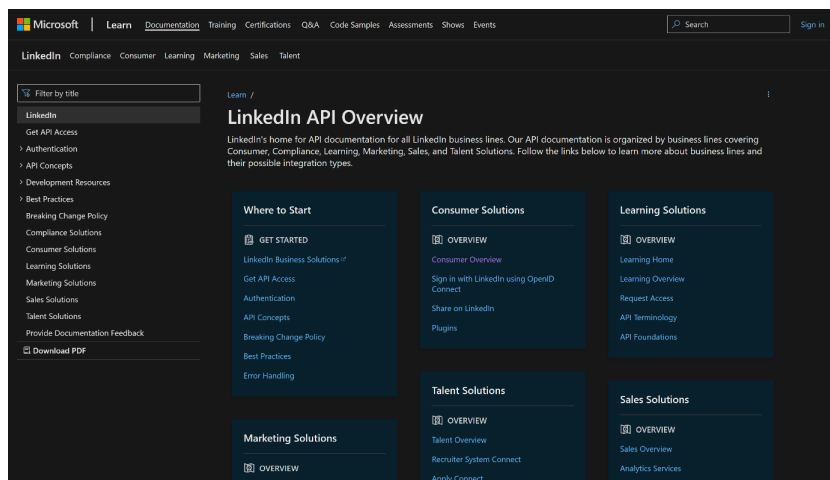 Microsoft Learn Documentation Training Certifications Q&A Code Samples Assessments Shows Events Search Sign in
LinkedIn Compliance Consumer Learning Marketing Sales Talent
Filter by title
LinkedIn
Get API Access
Authentication
API Concepts
Development Resources
Best Practices
Breaking Change Policy
Compliance Solutions
Consumer Solutions
Learning Solutions
Marketing Solutions
Sales Solutions
Talent Solutions
Provide Documentation Feedback
Download PDF
Learn /
LinkedIn API Overview
LinkedIn's home for API documentation for all LinkedIn business lines. Our API documentation is organized by business lines covering
Consumer, Compliance, Learning, Marketing, Sales, and Talent Solutions. Follow the links below to learn more about business lines and
their possible integration types.
Where to Start
GET STARTED
LinkedIn Business Solutions
Get API Access
Authentication
API Concepts
Breaking Change Policy
Best Practices
Error Handling
Consumer Solutions
OVERVIEW
Consumer Overview
Sign in with LinkedIn using OpenID
Connect
Share on LinkedIn
Plugins
Learning Solutions
OVERVIEW
Learning Home
Learning Overview
Request Access
API Terminology
API Foundations
Marketing Solutions
OVERVIEW
Talent Solutions
OVERVIEW
Talent Overview
Recruiter System Connect
Apply Connect
Sales Solutions
OVERVIEW
Sales Overview
Analytics Services